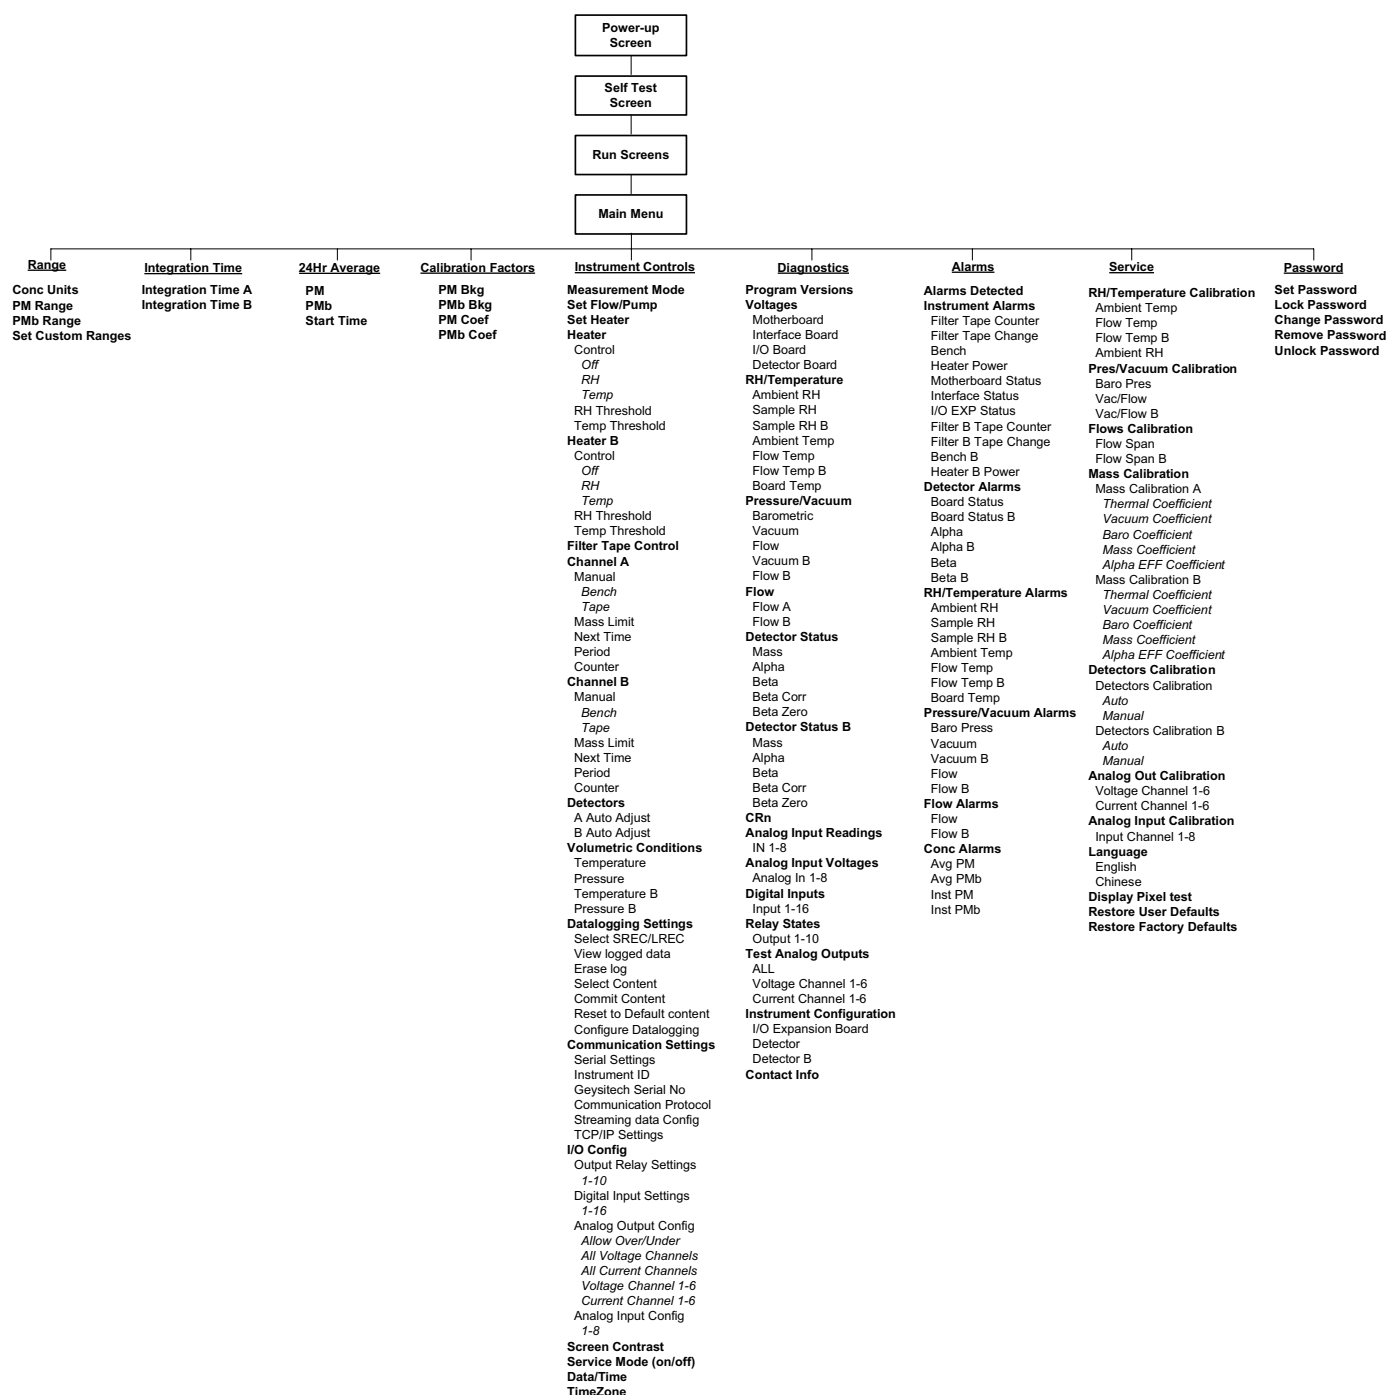 Power-up
Screen
Self Test
Screen
Run Screens
Main Menu
Range
Conc Units
PM Range
PMb Range
Set Custom Ranges
Integration Time
Integration Time A
Integration Time B
24Hr Average
PM
PMb
Start Time
Calibration Factors
PM Bkg
PMb Bkg
PM Coef
PMb Coef
Instrument Controls
Measurement Mode
Set Flow/Pump
Set Heater
Heater
Control
Off
RH
Temp
RH Threshold
Temp Threshold
Heater B
Control
Off
RH
Temp
RH Threshold
Temp Threshold
Filter Tape Control
Channel A
Manual
Bench
Tape
Mass Limit
Next Time
Period
Counter
Channel B
Manual
Bench
Tape
Mass Limit
Next Time
Period
Counter
Detectors
A Auto Adjust
B Auto Adjust
Volumetric Conditions
Temperature
Pressure
Temperature B
Pressure B
Datalogging Settings
Select SREC/LREC
View logged data
Erase log
Select Content
Commit Content
Reset to Default content
Configure Datalogging
Communication Settings
Serial Settings
Instrument ID
Geysitech Serial No
Communication Protocol
Streaming data Config
TCP/IP Settings
I/O Config
Output Relay Settings
1-10
Digital Input Settings
1-16
Analog Output Config
Allow Over/Under
All Voltage Channels
All Current Channels
Voltage Channel 1-6
Current Channel 1-6
Analog Input Config
1-8
Screen Contrast
Service Mode (on/off)
Data/Time
TimeZone
Diagnostics
Program Versions
Voltages
Motherboard
Interface Board
I/O Board
Detector Board
RH/Temperature
Ambient RH
Sample RH
Sample RH B
Ambient Temp
Flow Temp
Flow Temp B
Board Temp
Pressure/Vacuum
Barometric
Vacuum
Flow
Vacuum B
Flow B
Flow
Flow A
Flow B
Detector Status
Mass
Alpha
Beta
Beta Corr
Beta Zero
Detector Status B
Mass
Alpha
Beta
Beta Corr
Beta Zero
CRn
Analog Input Readings
IN 1-8
Analog Input Voltages
Analog In 1-8
Digital Inputs
Input 1-16
Relay States
Output 1-10
Test Analog Outputs
ALL
Voltage Channel 1-6
Current Channel 1-6
Instrument Configuration
I/O Expansion Board
Detector
Detector B
Contact Info
Alarms
Alarms Detected
Instrument Alarms
Filter Tape Counter
Filter Tape Change
Bench
Heater Power
Motherboard Status
Interface Status
I/O EXP Status
Filter B Tape Counter
Filter B Tape Change
Bench B
Heater B Power
Detector Alarms
Board Status
Board Status B
Alpha
Alpha B
Beta
Beta B
RH/Temperature Alarms
Ambient RH
Sample RH
Sample RH B
Ambient Temp
Flow Temp
Flow Temp B
Board Temp
Pressure/Vacuum Alarms
Baro Press
Vacuum
Vacuum B
Flow
Flow B
Flow Alarms
Flow
Flow B
Conc Alarms
Avg PM
Avg PMb
Inst PM
Inst PMb
Service
RH/Temperature Calibration
Ambient Temp
Flow Temp
Flow Temp B
Ambient RH
Pres/Vacuum Calibration
Baro Pres
Vac/Flow
Vac/Flow B
Flows Calibration
Flow Span
Flow Span B
Mass Calibration
Mass Calibration A
Thermal Coefficient
Vacuum Coefficient
Baro Coefficient
Mass Coefficient
Alpha EFF Coefficient
Mass Calibration B
Thermal Coefficient
Vacuum Coefficient
Baro Coefficient
Mass Coefficient
Alpha EFF Coefficient
Detectors Calibration
Detectors Calibration
Auto
Manual
Detectors Calibration B
Auto
Manual
Analog Out Calibration
Voltage Channel 1-6
Current Channel 1-6
Analog Input Calibration
Input Channel 1-8
Language
English
Chinese
Display Pixel test
Restore User Defaults
Restore Factory Defaults
Password
Set Password
Lock Password
Change Password
Remove Password
Unlock Password